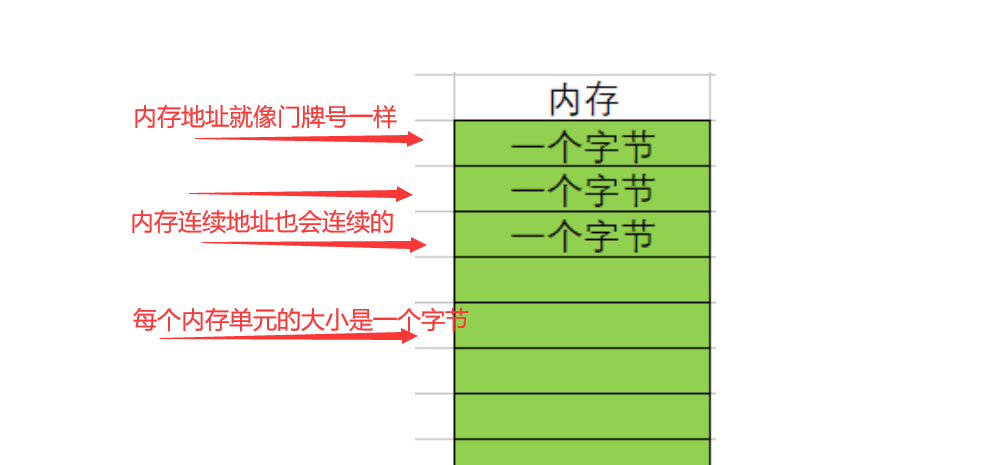 内存
内存地址就像门牌号一样
一个字节
一个字节
内存连续地址也会连续的
一个字节
每个内存单元的大小是一个字节